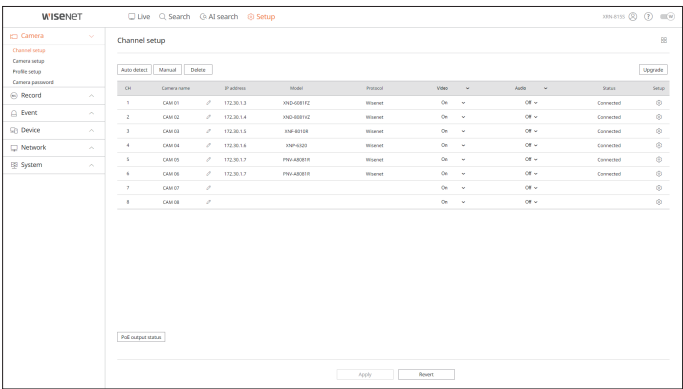 WISENET Live Search AI search Setup XRN-815S
Camera
Channel setup
Camera setup
Profile setup
Camera password
Record
Event
Device
Network
System
Channel setup
Auto detect Manual Delete Upgrade
CH Camera name IP address Model Protocol Video Audio Status Setup
1 CAM 01 172.30.1.3 XND-6081VZ Wisenet On Off Connected
2 CAM 02 172.30.1.4 XND-8081VZ Wisenet On Off Connected
3 CAM 03 172.30.1.5 XNF-8010R Wisenet On Off Connected
4 CAM 04 172.30.1.6 XNP-6320 Wisenet On Off Connected
5 CAM 05 172.30.1.7 PNV-A8081R Wisenet On Off Connected
6 CAM 06 172.30.1.7 PNV-A8081R Wisenet On Off Connected
7 CAM 07 On Off
8 CAM 08 On Off
PoE output status
Apply Revert